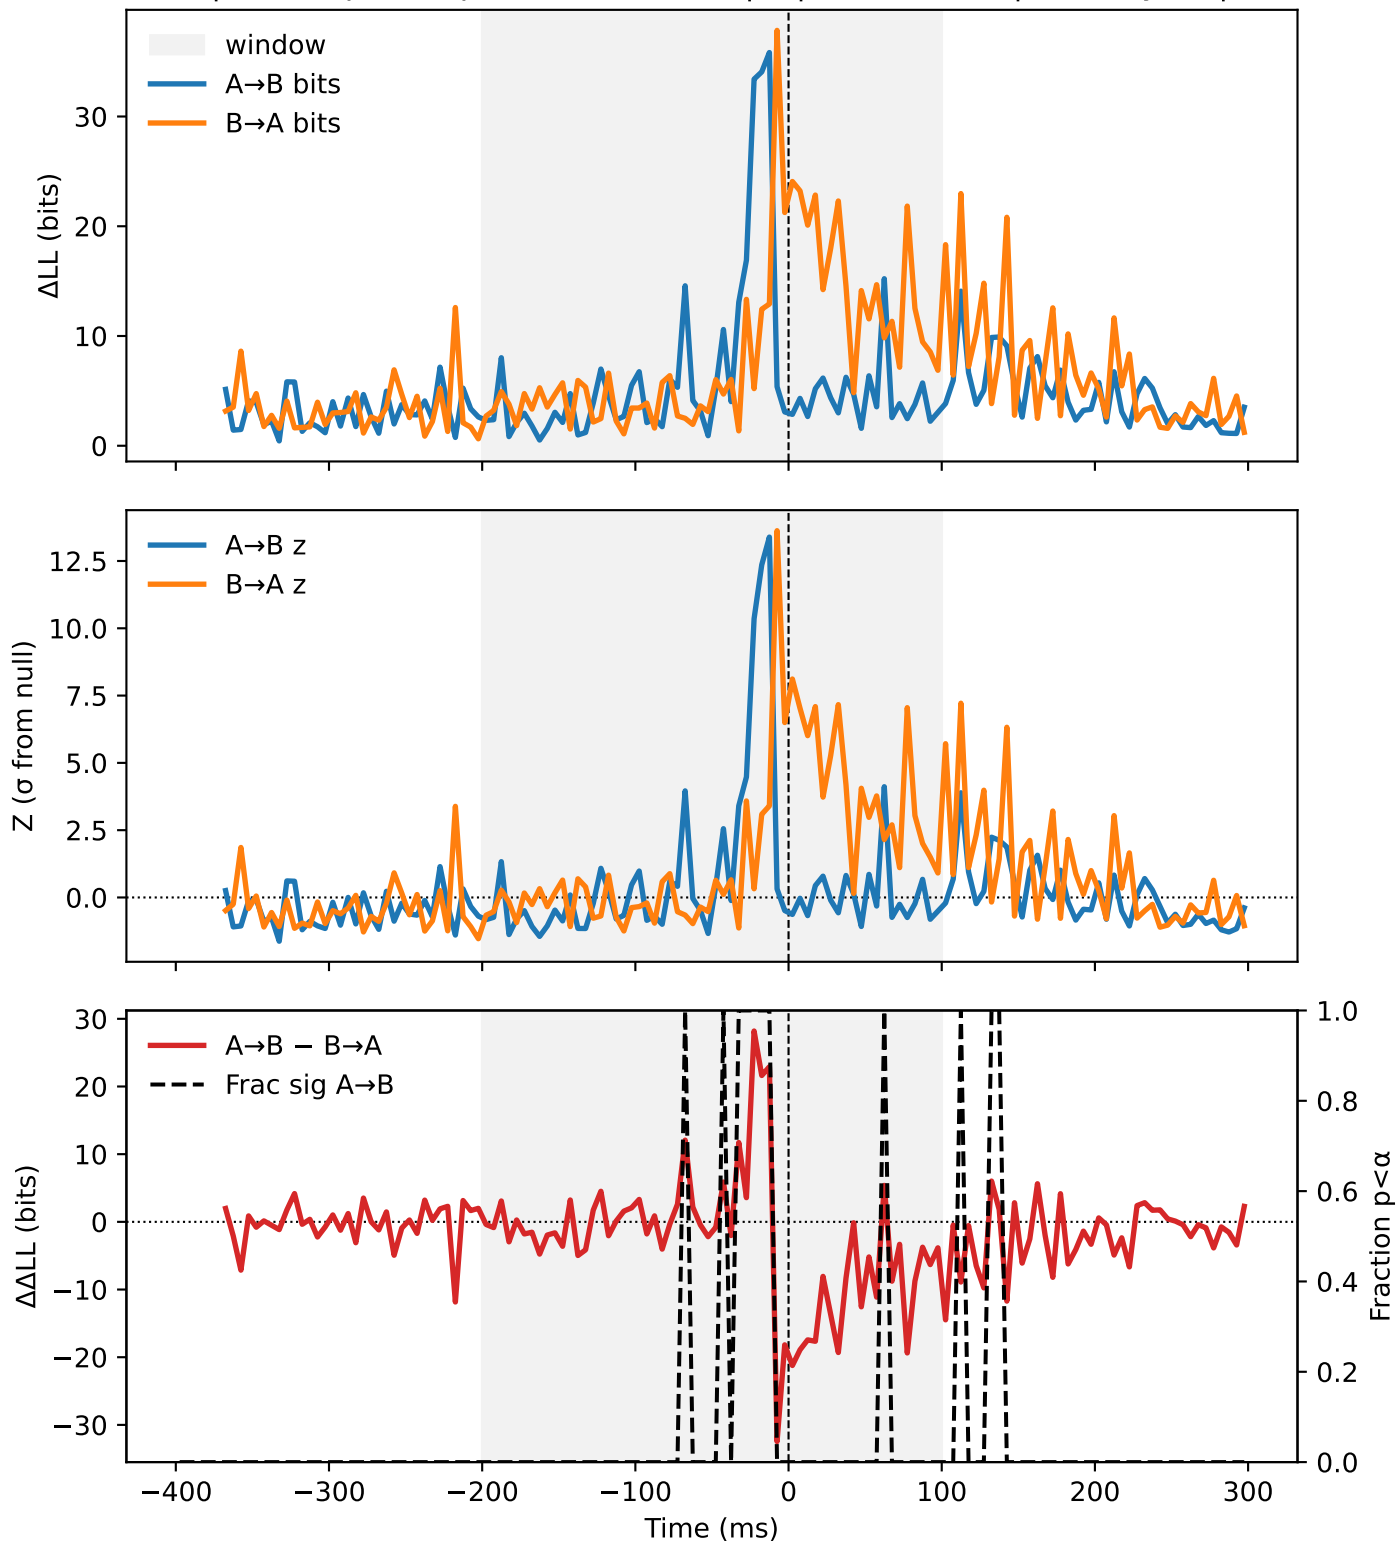 window
A→B bits
B→A bits
ΔLL (bits)
30
20
10
0
A→B z
B→A z
Z (σ from null)
12.5
10.0
7.5
5.0
2.5
0.0
A→B − B→A
Frac sig A→B
ΔΔLL (bits)
30
20
10
0
−10
−20
−30
1.0
0.8
0.6
0.4
0.2
0.0
Fraction p<α
−400 −300 −200 −100 0 100 200 300
Time (ms)